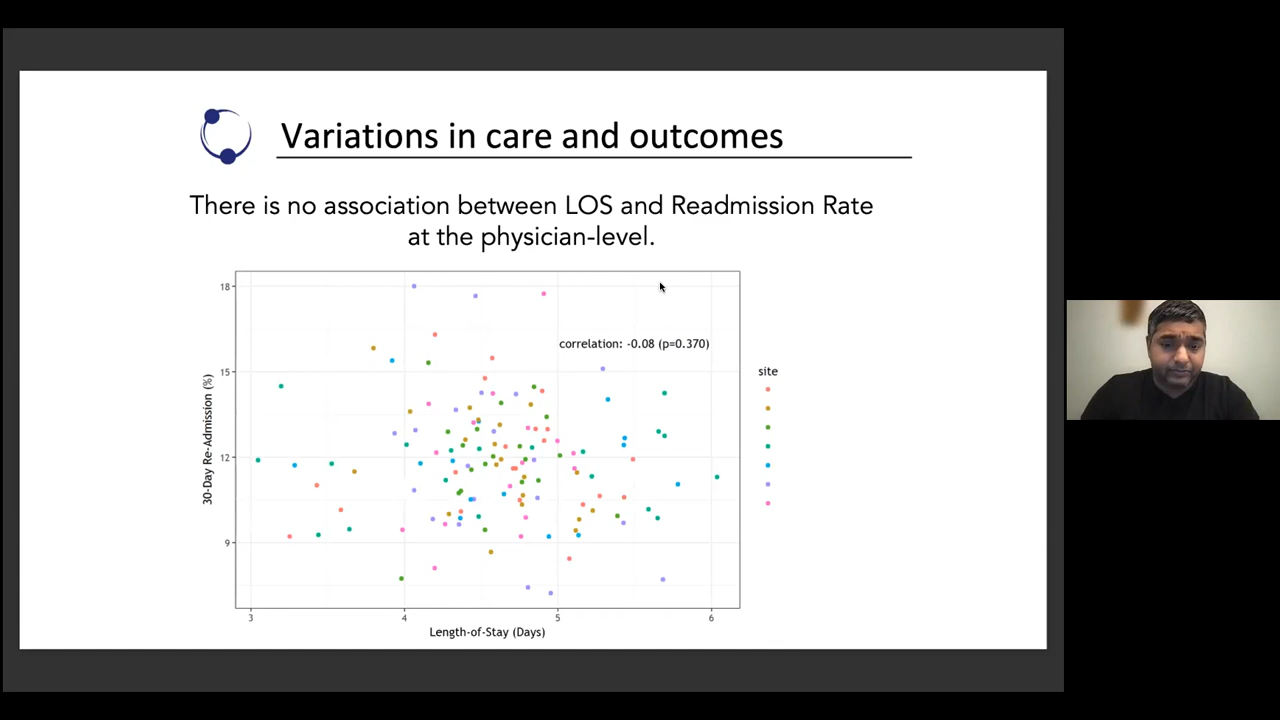 Variations in care and outcomes
There is no association between LOS and Readmission Rate
at the physician-level.
18
15
12
9
30-Day Re-Admission (%)
correlation: -0.08 (p=0.370)
site
3
4
5
6
Length-of-Stay (Days)